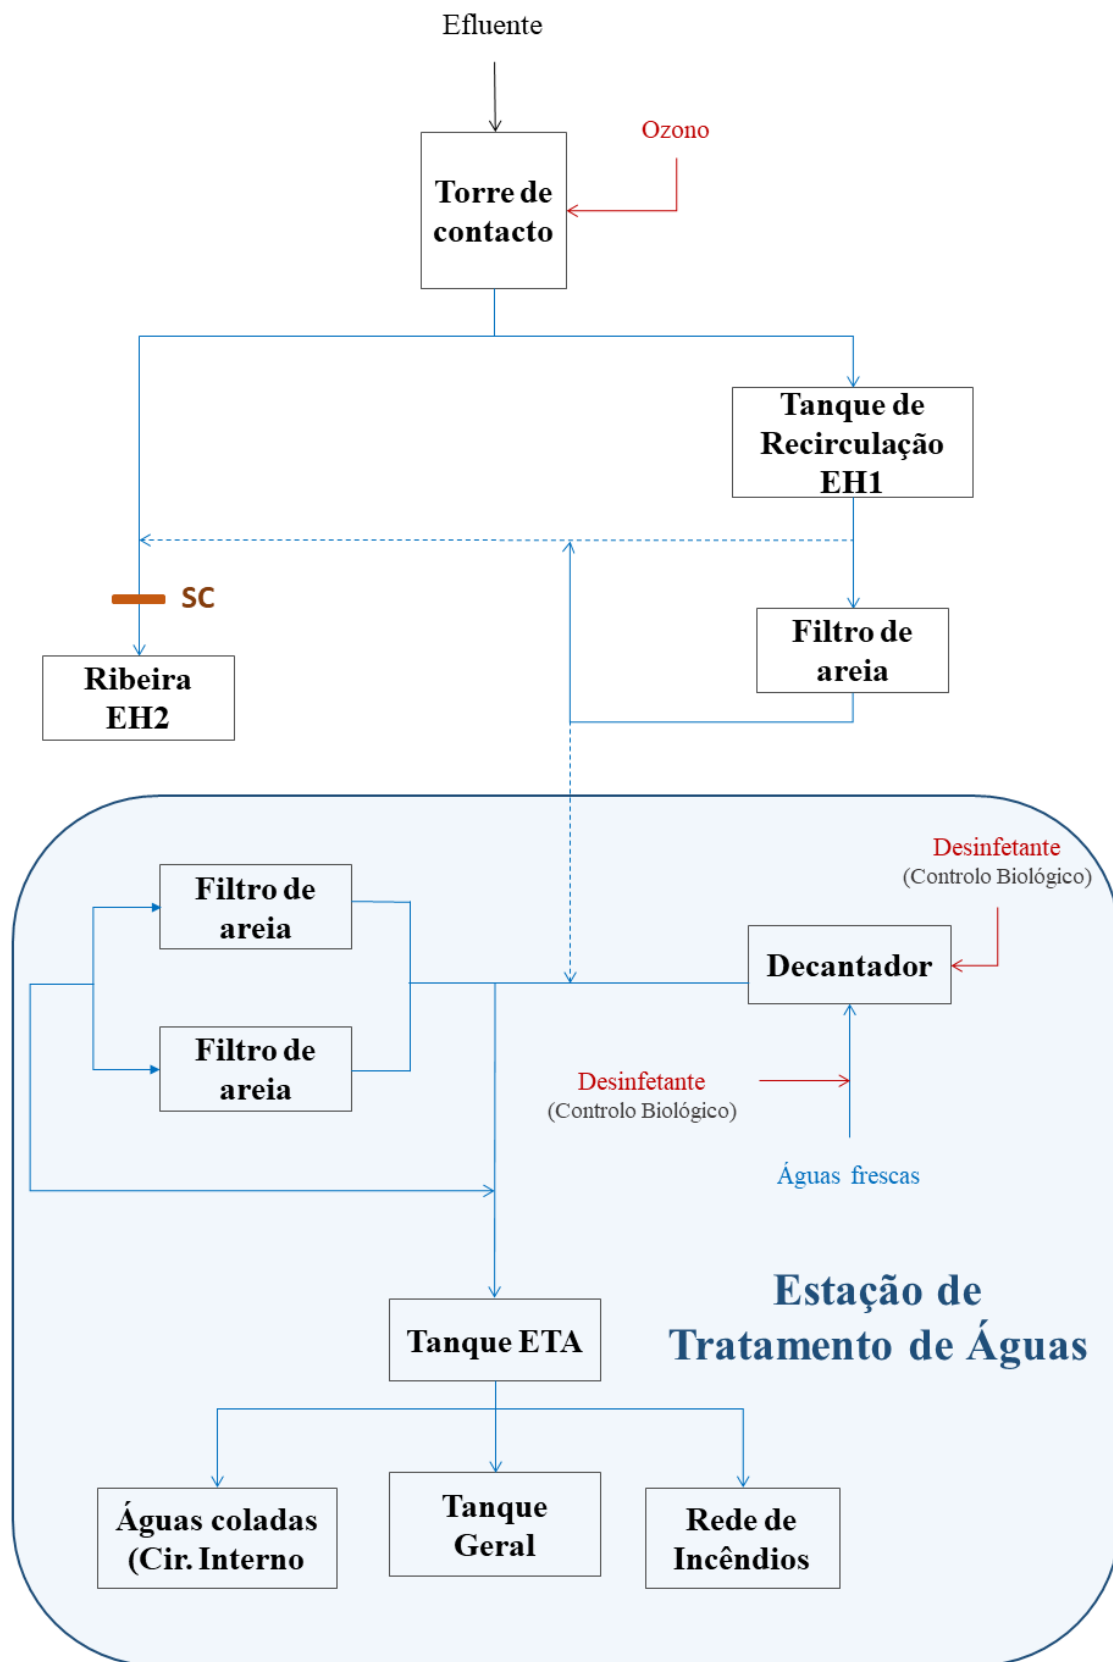 Efluente
Ozono
Torre de
contacto
Tanque de
Recirculação
EH1
SC
Filtro de
areia
Ribeira
EH2
Desinfetante
(Controlo Biológico)
Filtro de
areia
Decantador
Filtro de
areia
Desinfetante
(Controlo Biológico)
Águas frescas
Estação de
Tratamento de Águas
Tanque ETA
Águas coladas
(Cir. Interno
Tanque
Geral
Rede de
Incêndios